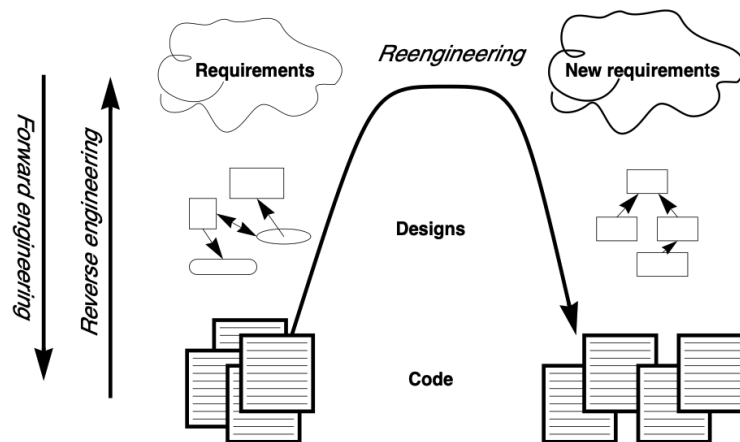 Requirements
Reengineering
New requirements
Forward engineering
Reverse engineering
Designs
Code